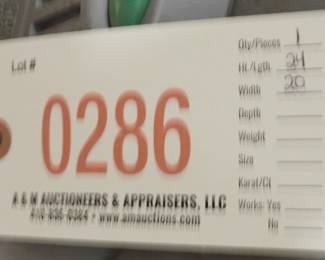 Lot #
0286
A & M AUCTIONEERS & APPRAISERS, LLC
www.amauctions.com
Qty/Pieces 1
Ht./Lgth 24
Width 20
Depth
Weight
Size
Karat/Ct
Works: Yes
No